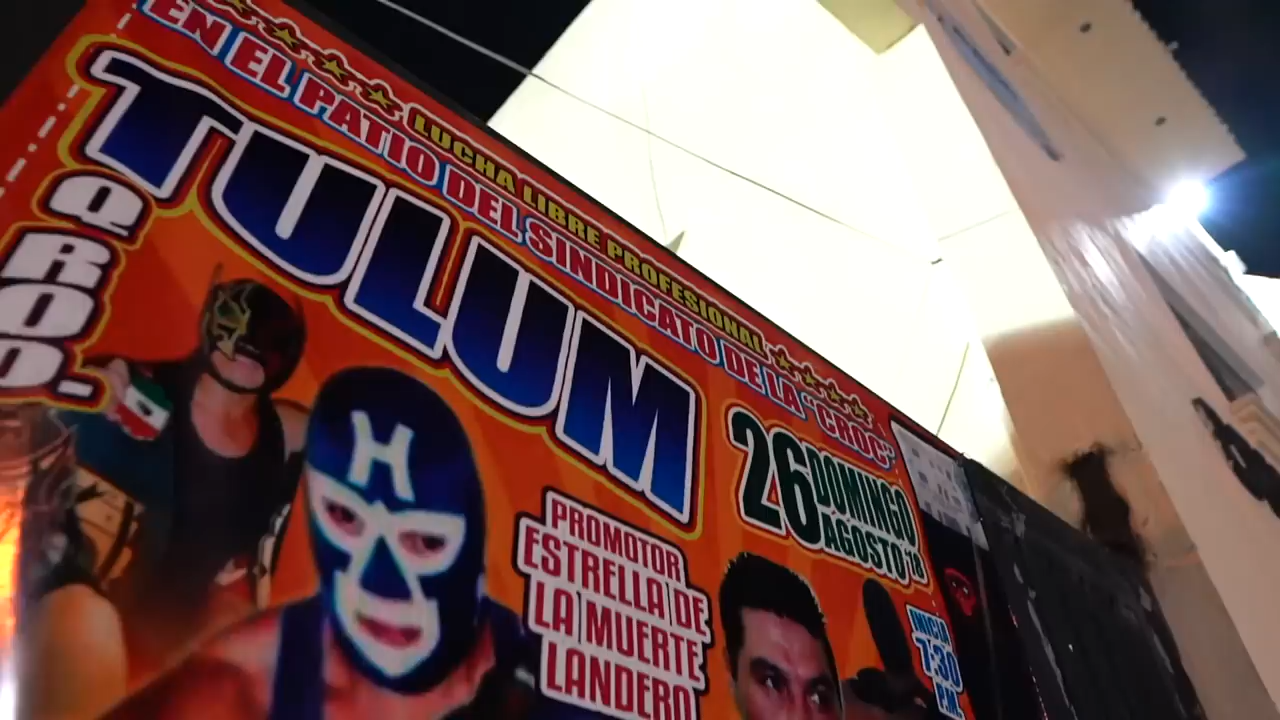 LUCHA LIBRE PROFESIONAL
EN EL PATIO DEL SINDICATO DE LA "CROC"
TULUM
Q.ROO.-
26 DOMINGO
AGOSTO '18
H
PROMOTOR
ESTRELLA DE
LA MUERTE
LANDERO
INICIA
7:30
P.M.